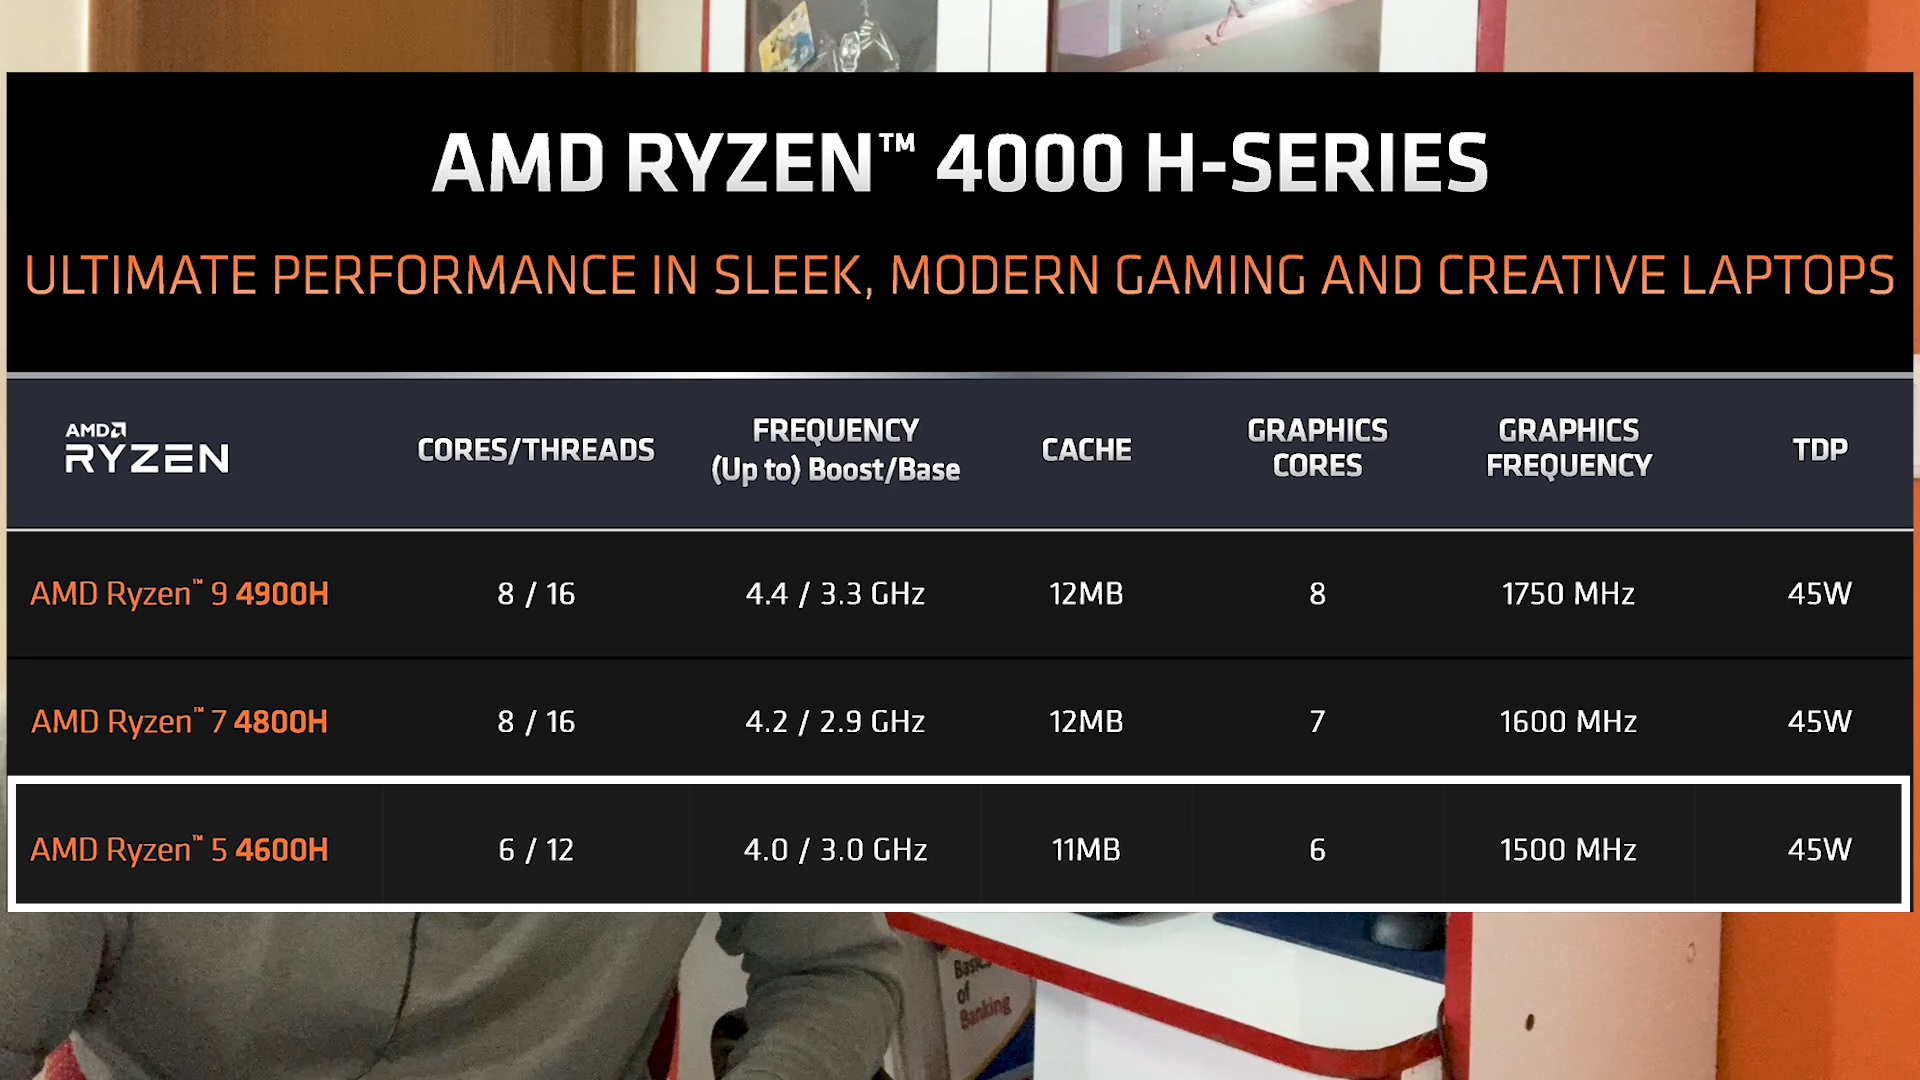 AMD RYZEN™ 4000 H-SERIES
ULTIMATE PERFORMANCE IN SLEEK, MODERN GAMING AND CREATIVE LAPTOPS
AMD RYZEN CORES/THREADS FREQUENCY (Up to) Boost/Base CACHE GRAPHICS CORES GRAPHICS FREQUENCY TDP
AMD Ryzen™ 9 4900H 8 / 16 4.4 / 3.3 GHz 12MB 8 1750 MHz 45W
AMD Ryzen™ 7 4800H 8 / 16 4.2 / 2.9 GHz 12MB 7 1600 MHz 45W
AMD Ryzen™ 5 4600H 6 / 12 4.0 / 3.0 GHz 11MB 6 1500 MHz 45W
Basics
of
Banking